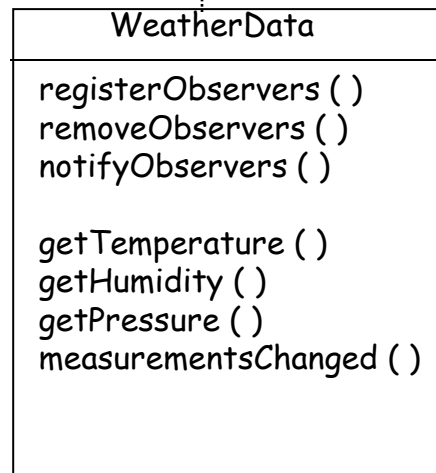 WeatherData
registerObservers ( )
removeObservers ( )
notifyObservers ( )
getTemperature ( )
getHumidity ( )
getPressure ( )
measurementsChanged ( )